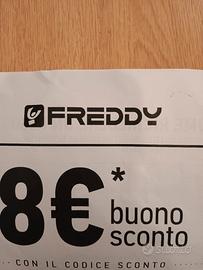 FREDDY
8€*
buono
sconto
CON IL CODICE SCONTO